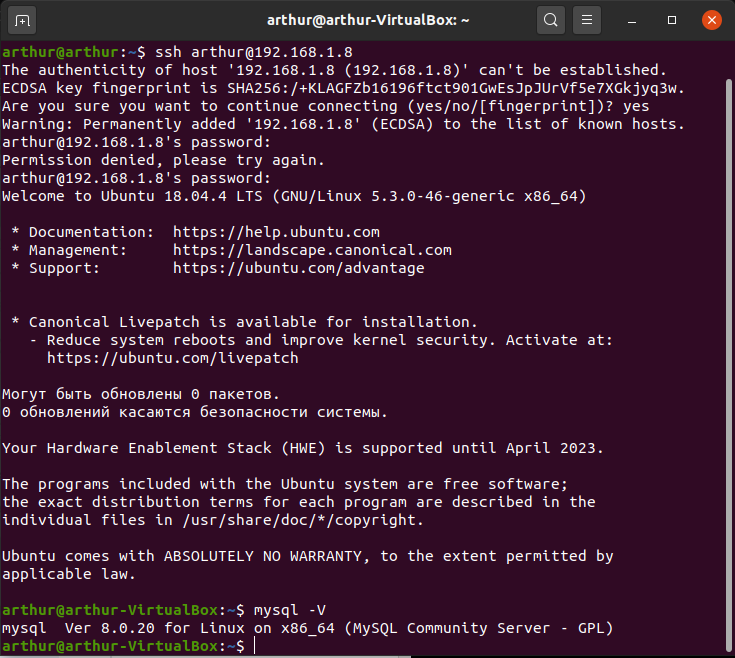 arthur@arthur-VirtualBox: ~
arthur@arthur:~$ ssh arthur@192.168.1.8
The authenticity of host '192.168.1.8 (192.168.1.8)' can't be established.
ECDSA key fingerprint is SHA256:/+KLAGFZb16196ftct901GwEsJpJUrVf5e7XGkjyq3w.
Are you sure you want to continue connecting (yes/no/[fingerprint])? yes
Warning: Permanently added '192.168.1.8' (ECDSA) to the list of known hosts.
arthur@192.168.1.8's password:
Permission denied, please try again.
arthur@192.168.1.8's password:
Welcome to Ubuntu 18.04.4 LTS (GNU/Linux 5.3.0-46-generic x86_64)
* Documentation:  https://help.ubuntu.com
* Management:     https://landscape.canonical.com
* Support:        https://ubuntu.com/advantage
* Canonical Livepatch is available for installation.
- Reduce system reboots and improve kernel security. Activate at:
https://ubuntu.com/livepatch
Могут быть обновлены 0 пакетов.
0 обновлений касаются безопасности системы.
Your Hardware Enablement Stack (HWE) is supported until April 2023.
The programs included with the Ubuntu system are free software;
the exact distribution terms for each program are described in the
individual files in /usr/share/doc/*/copyright.
Ubuntu comes with ABSOLUTELY NO WARRANTY, to the extent permitted by
applicable law.
arthur@arthur-VirtualBox:~$ mysql -V
mysql  Ver 8.0.20 for Linux on x86_64 (MySQL Community Server - GPL)
arthur@arthur-VirtualBox:~$